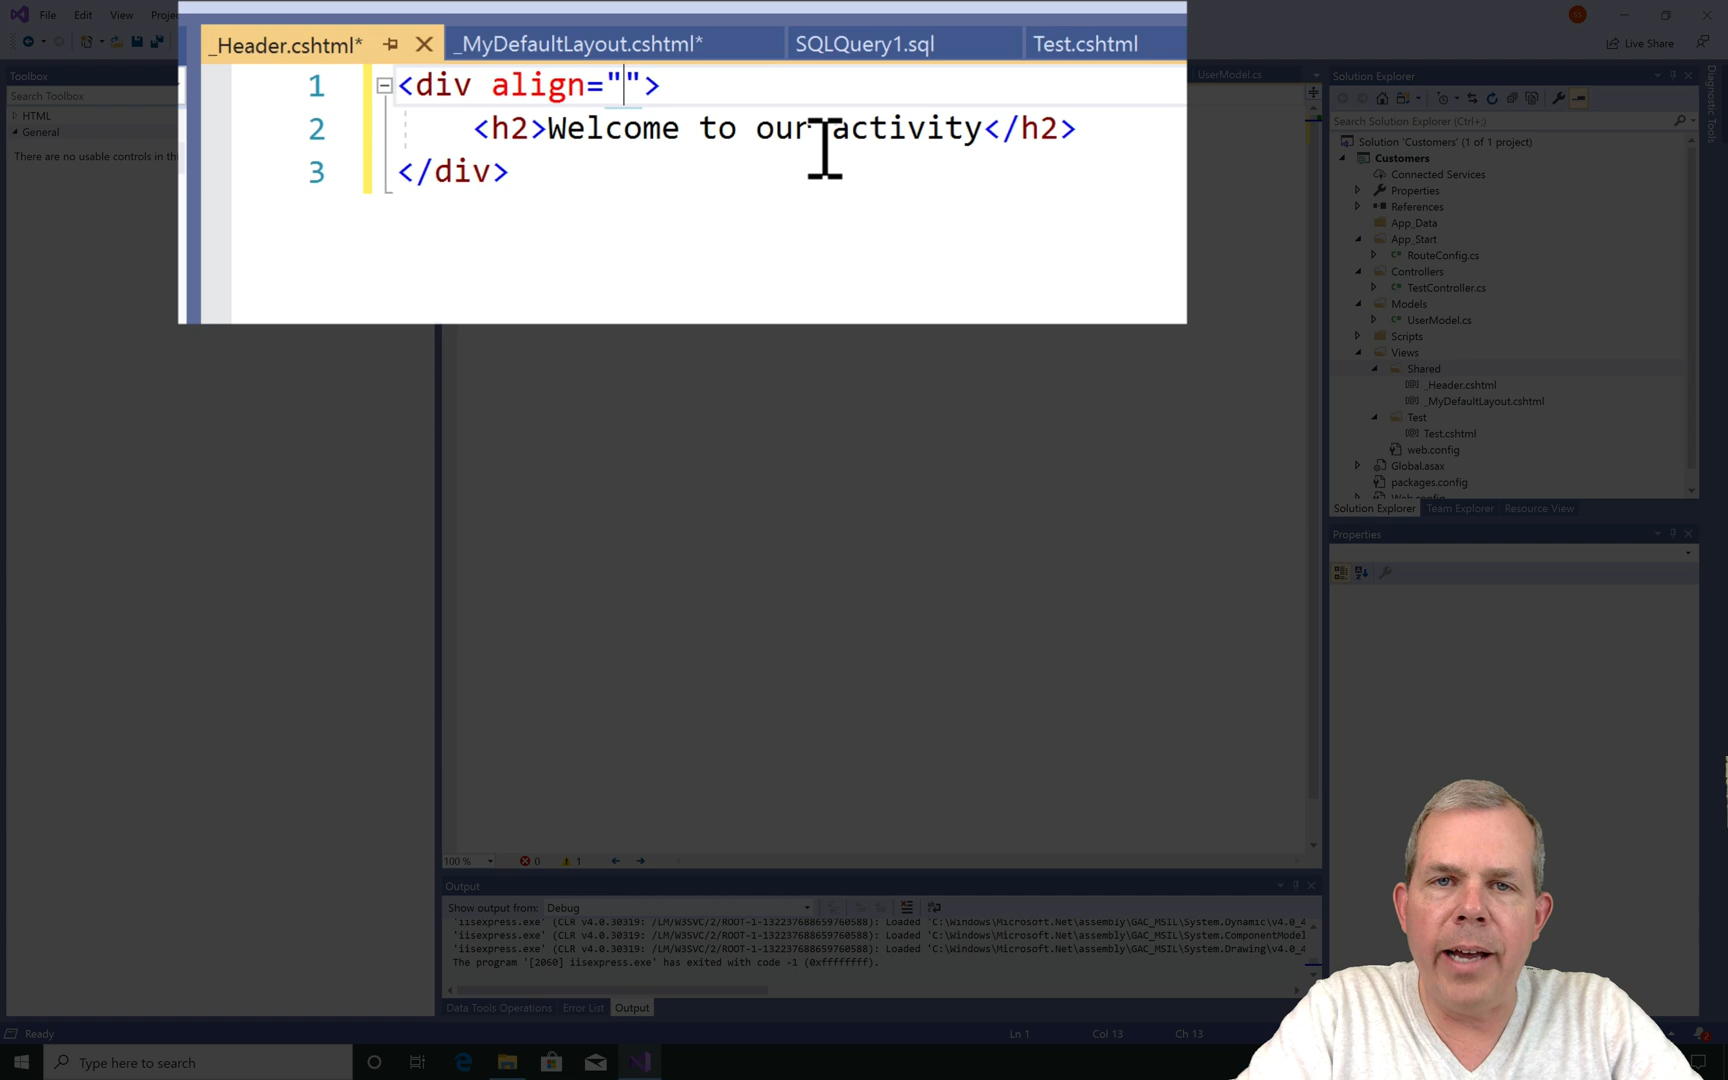 File Edit View Proje
_Header.cshtml* _MyDefaultLayout.cshtml* SQLQuery1.sql Test.cshtml
UserModel.cs
Live Share
1 <div align="">
2 <h2>Welcome to our activity</h2>
3 </div>
Toolbox
Search Toolbox
HTML
General
There are no usable controls in thi
Solution Explorer
Search Solution Explorer (Ctrl+;)
Solution 'Customers' (1 of 1 project)
Customers
Connected Services
Properties
References
App_Data
App_Start
RouteConfig.cs
Controllers
TestController.cs
Models
UserModel.cs
Scripts
Views
Shared
_Header.cshtml
_MyDefaultLayout.cshtml
Test
Test.cshtml
web.config
Global.asax
packages.config
Web.config
Solution Explorer Team Explorer Resource View
Properties
Diagnostic Tools
100 % 0 1
Output
Show output from: Debug
'iisexpress.exe' (CLR v4.0.30319: /LM/W3SVC/2/ROOT-1-132237688659760588): Loaded 'C:\Windows\Microsoft.Net\assembly\GAC_MSIL\System.Dynamic\v4.0_4
'iisexpress.exe' (CLR v4.0.30319: /LM/W3SVC/2/ROOT-1-132237688659760588): Loaded 'C:\Windows\Microsoft.Net\assembly\GAC_MSIL\System.ComponentModel
'iisexpress.exe' (CLR v4.0.30319: /LM/W3SVC/2/ROOT-1-132237688659760588): Loaded 'C:\Windows\Microsoft.Net\assembly\GAC_MSIL\System.Drawing\v4.0_4
The program '[2060] iisexpress.exe' has exited with code -1 (0xffffffff).
Data Tools Operations Error List Output
Ready Ln 1 Col 13 Ch 13
Type here to search